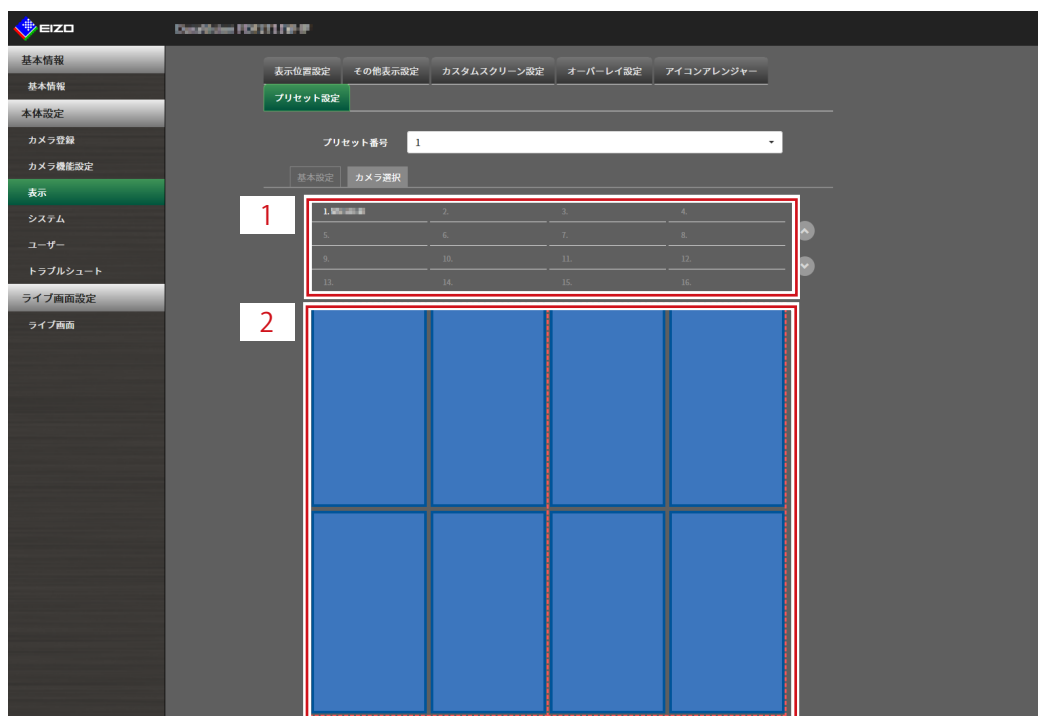 EIZO
基本情報
基本情報
本体設定
カメラ登録
カメラ機能設定
表示
システム
ユーザー
トラブルシュート
ライブ画面設定
ライブ画面
表示位置設定 その他表示設定 カスタムスクリーン設定 オーバーレイ設定 アイコンアレンジャー
プリセット設定
プリセット番号 1
基本設定 カメラ選択
1
1. 2. 3. 4.
5. 6. 7. 8.
9. 10. 11. 12.
13. 14. 15. 16.
2